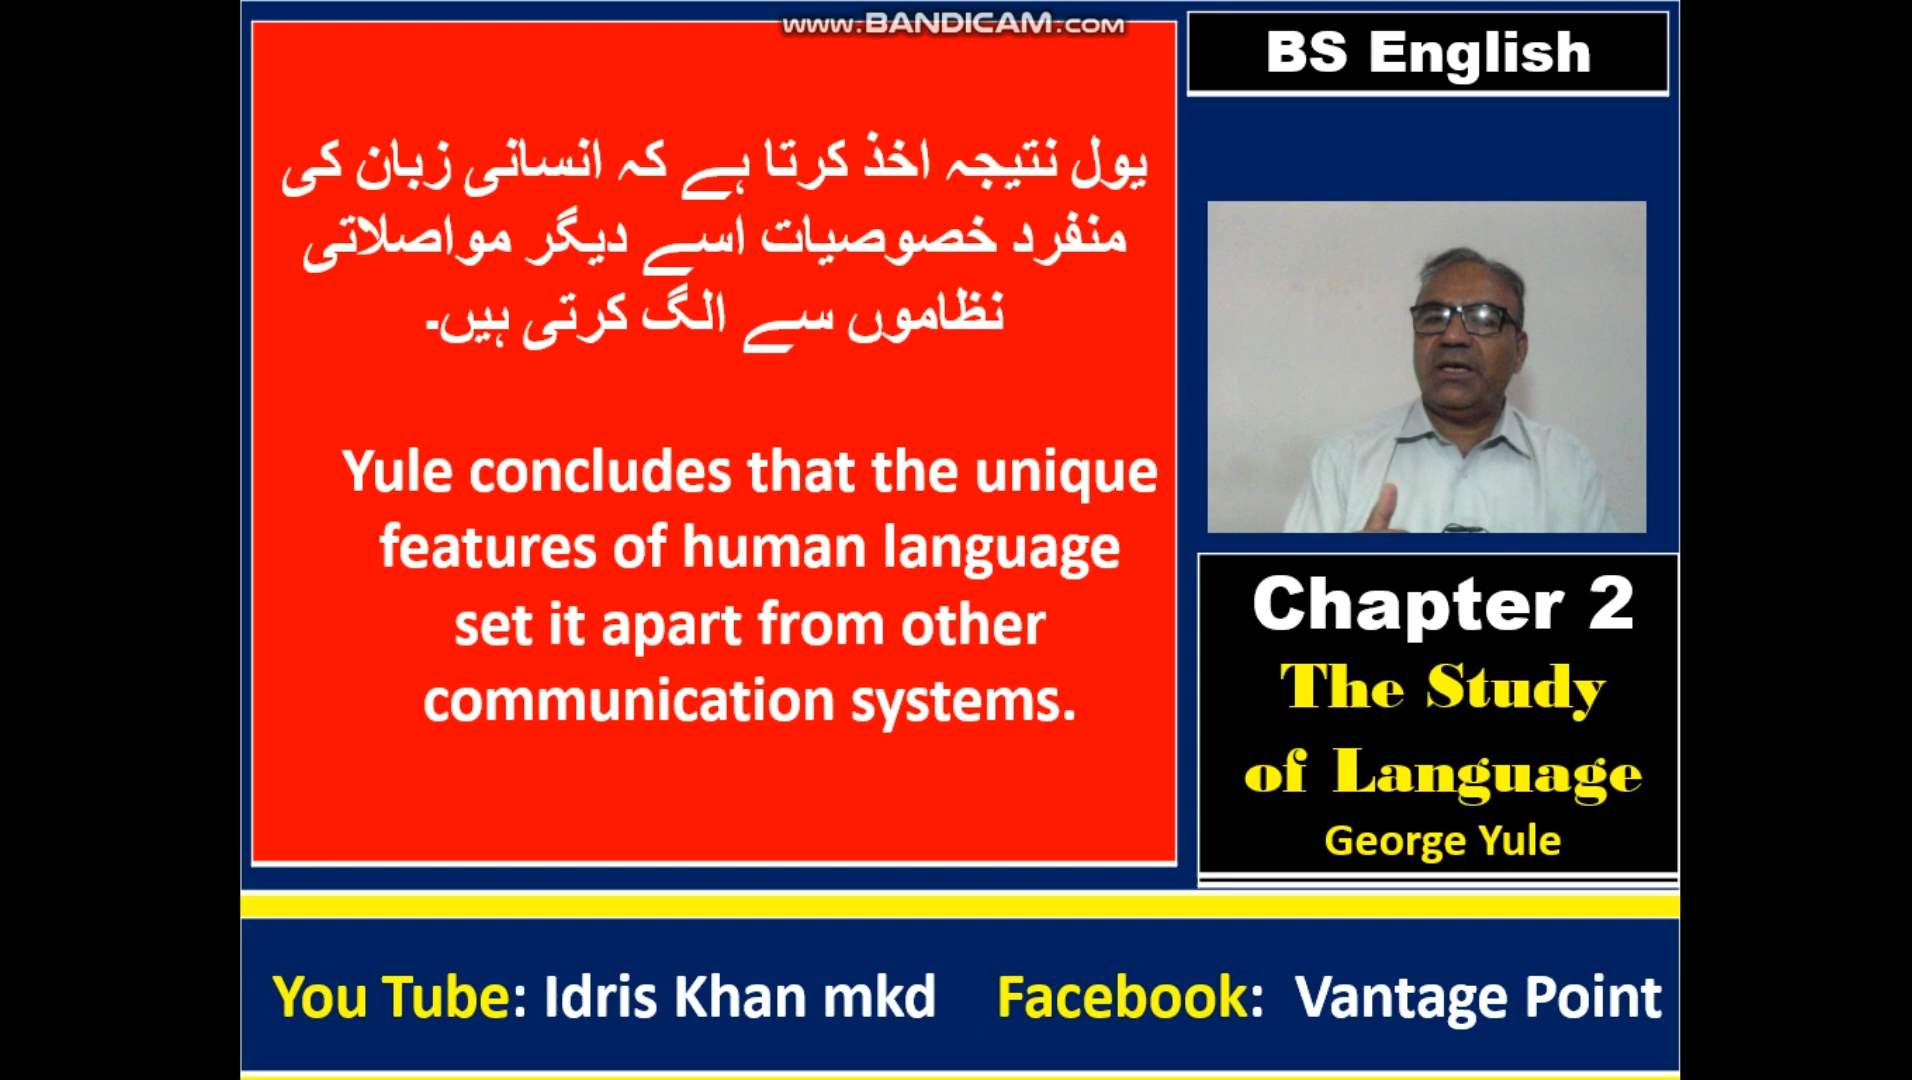 www.BANDICAM.com
BS English
یول نتیجہ اخذ کرتا ہے کہ انسانی زبان کی
منفرد خصوصیات اسے دیگر مواصلاتی
نظاموں سے الگ کرتی ہیں۔
Yule concludes that the unique
features of human language
set it apart from other
communication systems.
Chapter 2
The Study
of Language
George Yule
You Tube: Idris Khan mkd Facebook: Vantage Point